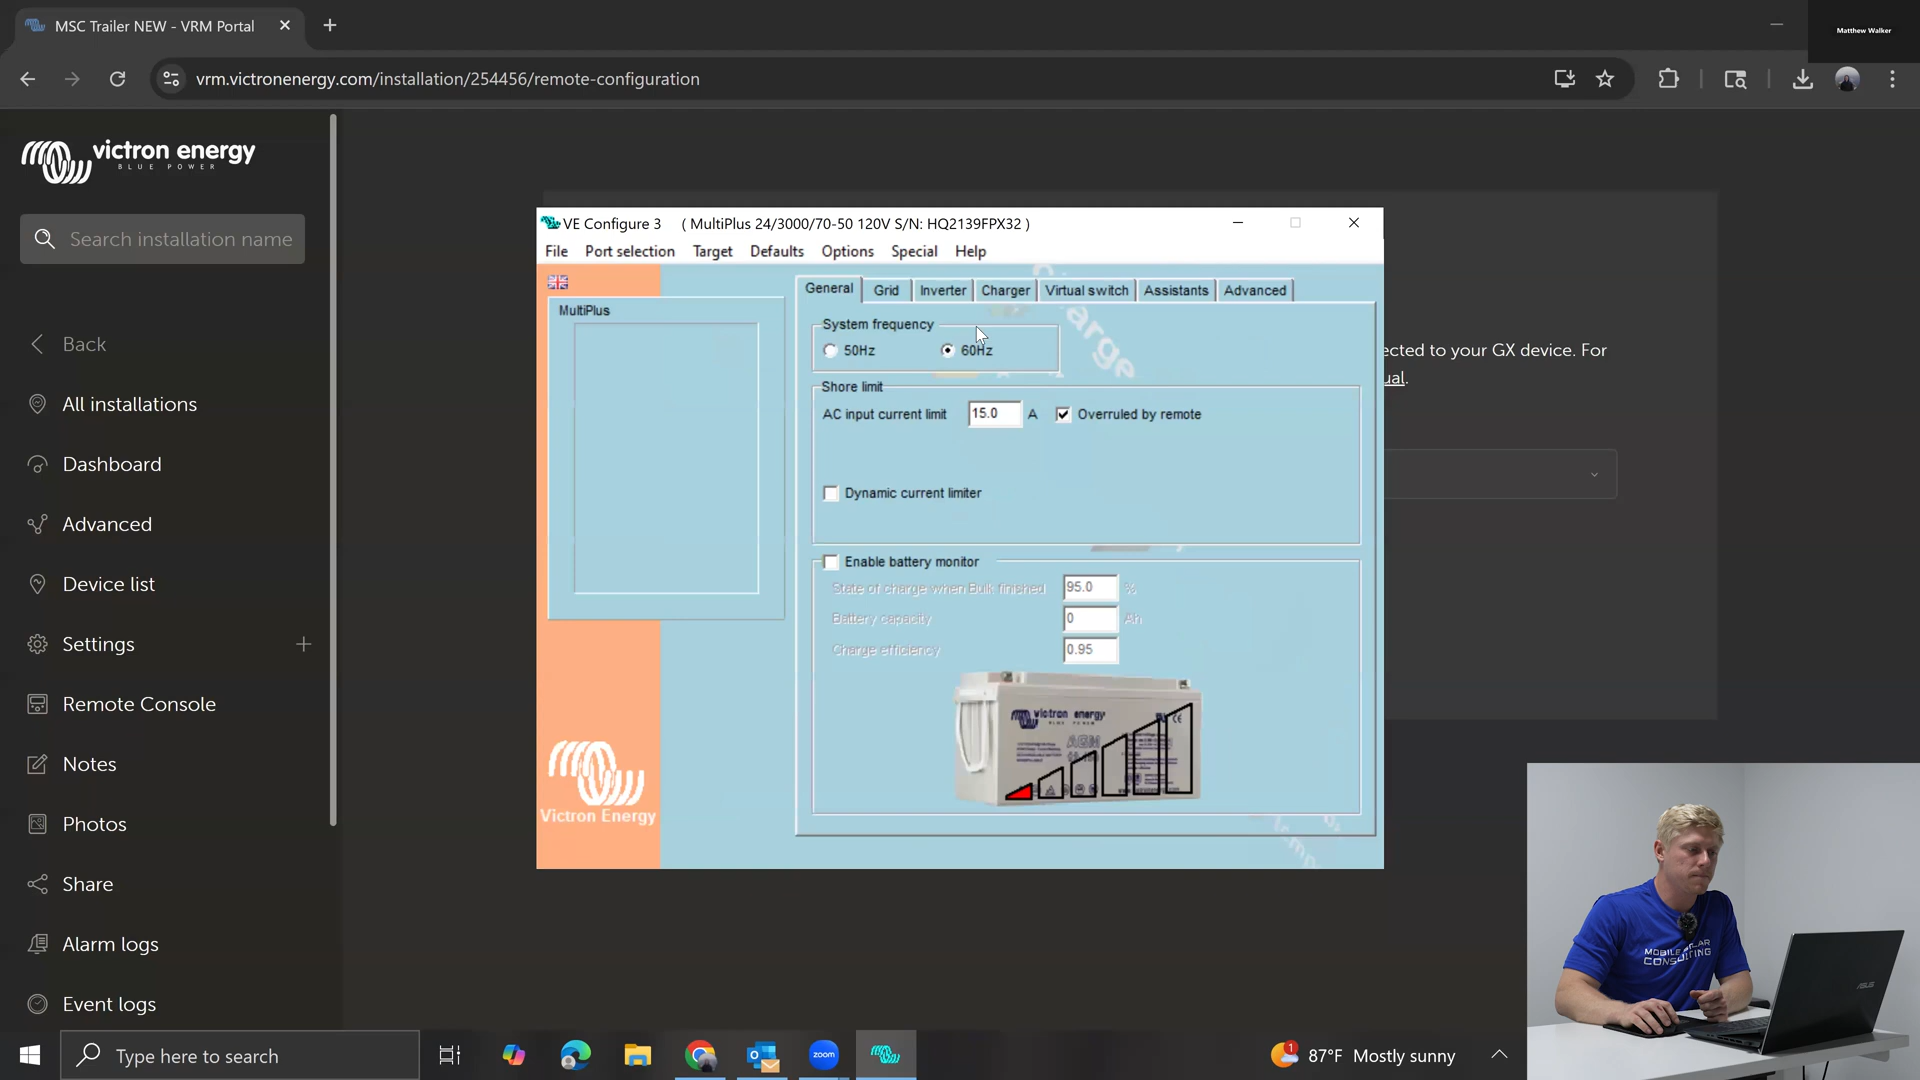 MSC Trailer NEW - VRM Portal
Matthew Walker
vrm.victronenergy.com/installation/254456/remote-configuration
victron energy
BLUE POWER
Search installation name
Back
All installations
Dashboard
Advanced
Device list
Settings
Remote Console
Notes
Photos
Share
Alarm logs
Event logs
VE Configure 3 ( MultiPlus 24/3000/70-50 120V S/N: HQ2139FPX32 )
File Port selection Target Defaults Options Special Help
MultiPlus
Victron Energy
General Grid Inverter Charger Virtual switch Assistants Advanced
System frequency
50Hz 60Hz
Shore limit
AC input current limit 15.0 A Overruled by remote
Dynamic current limiter
Enable battery monitor
State of charge when Bulk finished 95.0 %
Battery capacity 0 Ah
Charge efficiency 0.95
victron energy
AGM
ected to your GX device. For
ual.
MOBILE SOLAR
CONSULTING
ASUS
Type here to search
zoom
1
87°F Mostly sunny